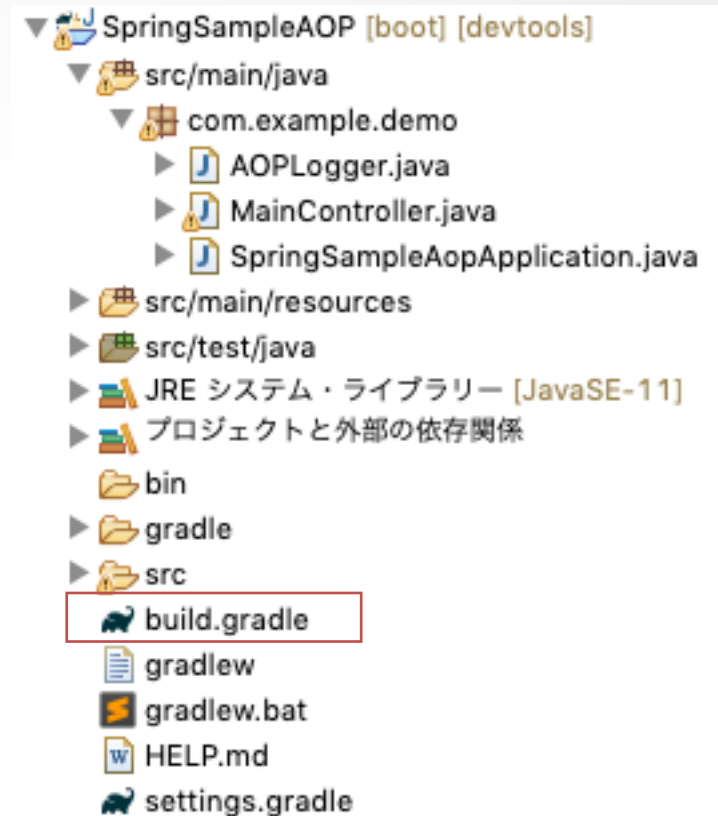 SpringSampleAOP [boot] [devtools]
src/main/java
com.example.demo
AOPLogger.java
MainController.java
SpringSampleAopApplication.java
src/main/resources
src/test/java
JRE システム・ライブラリー [JavaSE-11]
プロジェクトと外部の依存関係
bin
gradle
src
build.gradle
gradlew
gradlew.bat
HELP.md
settings.gradle